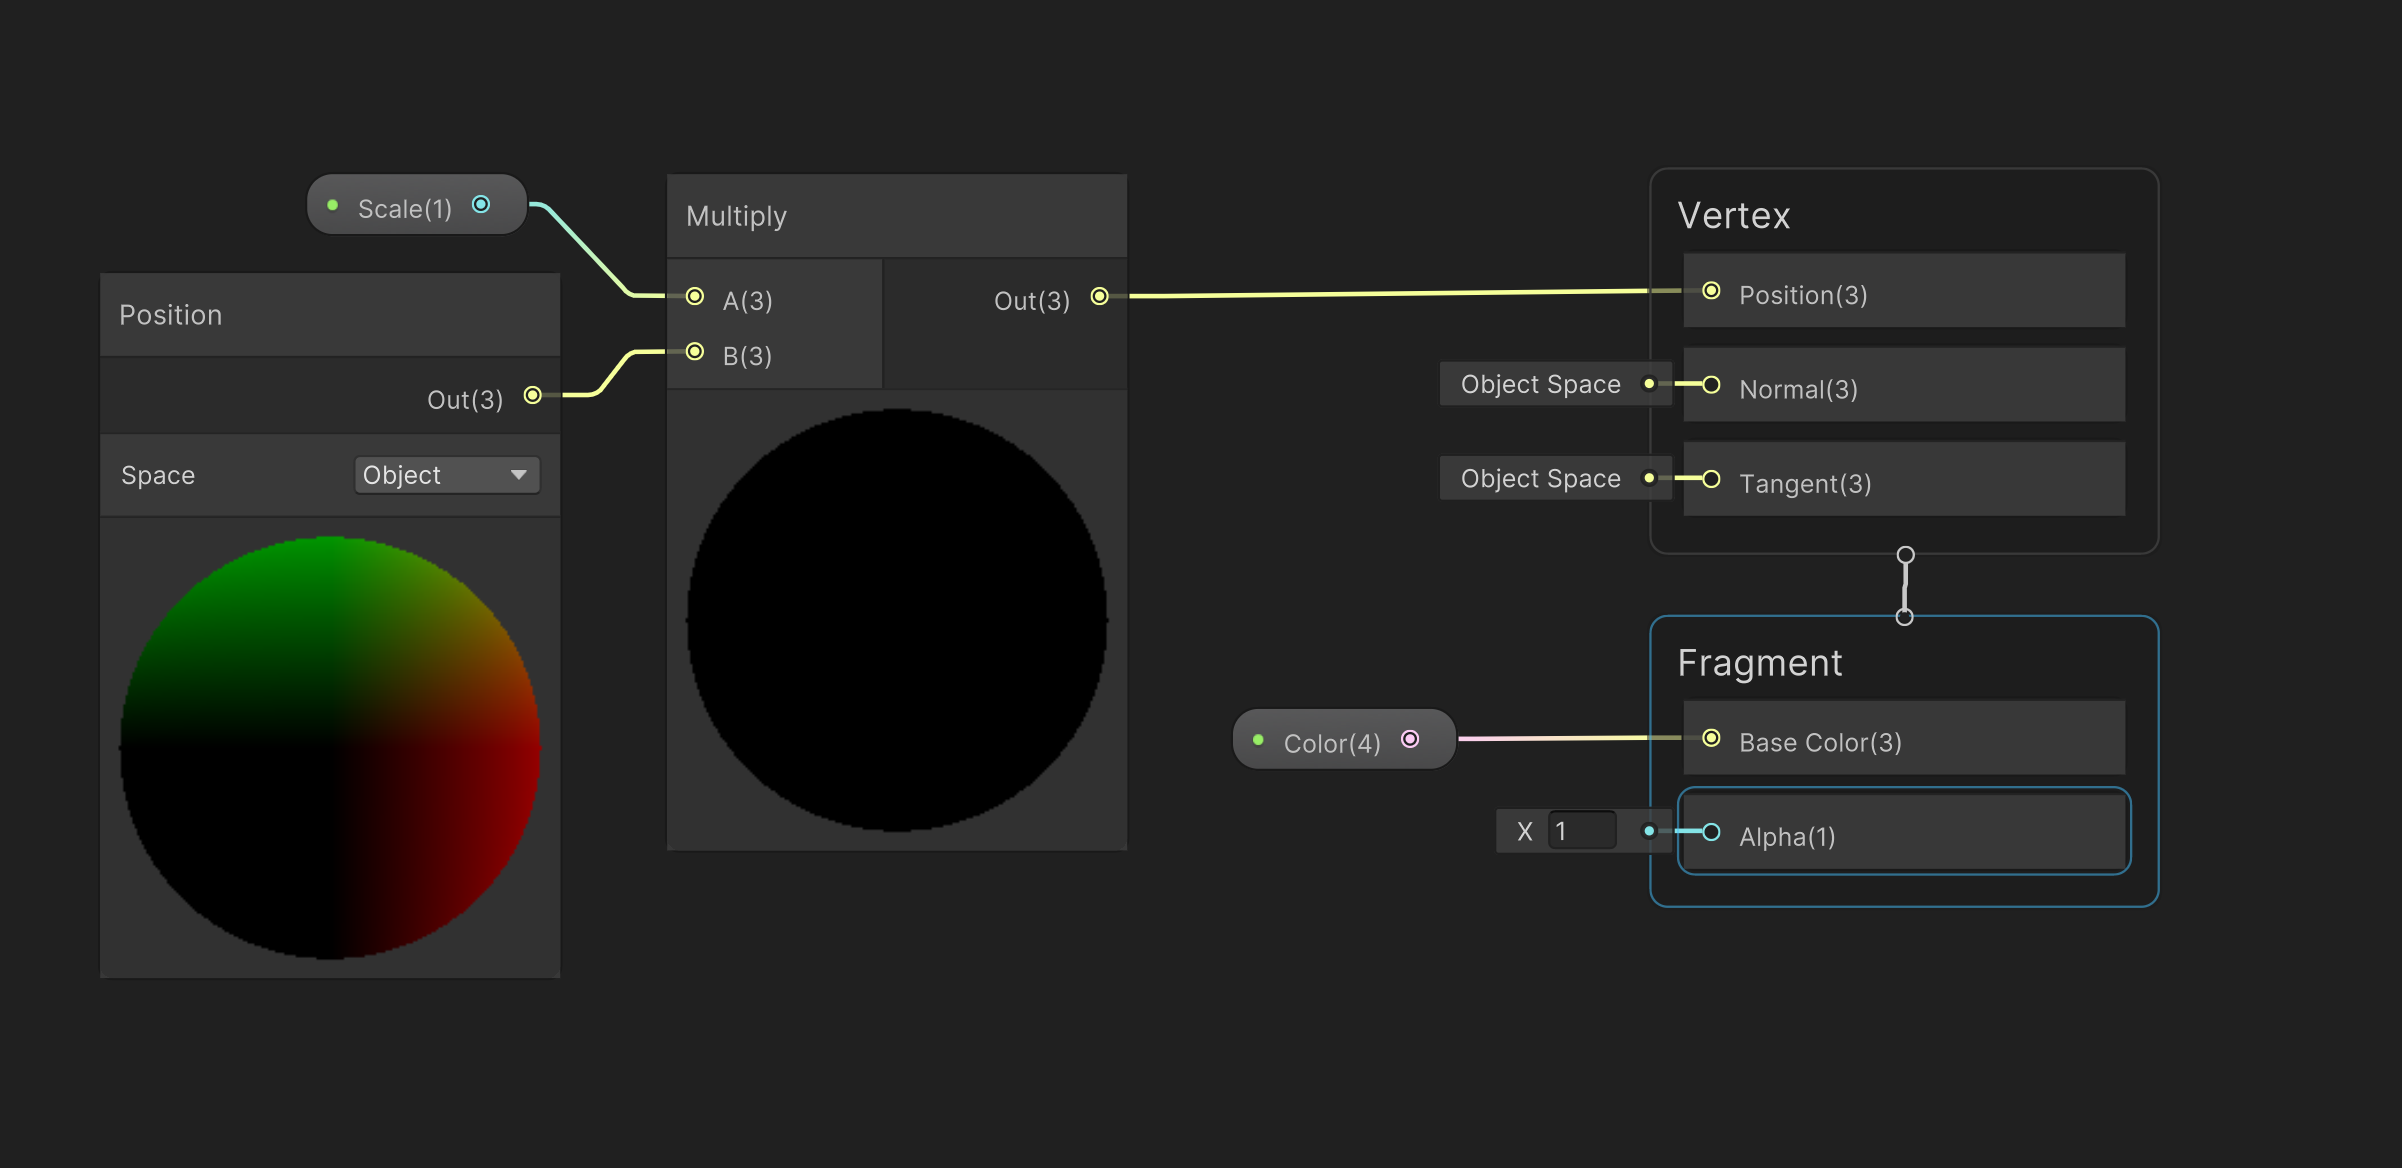 Scale(1)
Position
Out(3)
Space
Object
Multiply
A(3)
Out(3)
B(3)
Vertex
Position(3)
Object Space
Normal(3)
Object Space
Tangent(3)
Fragment
Color(4)
Base Color(3)
X 1
Alpha(1)